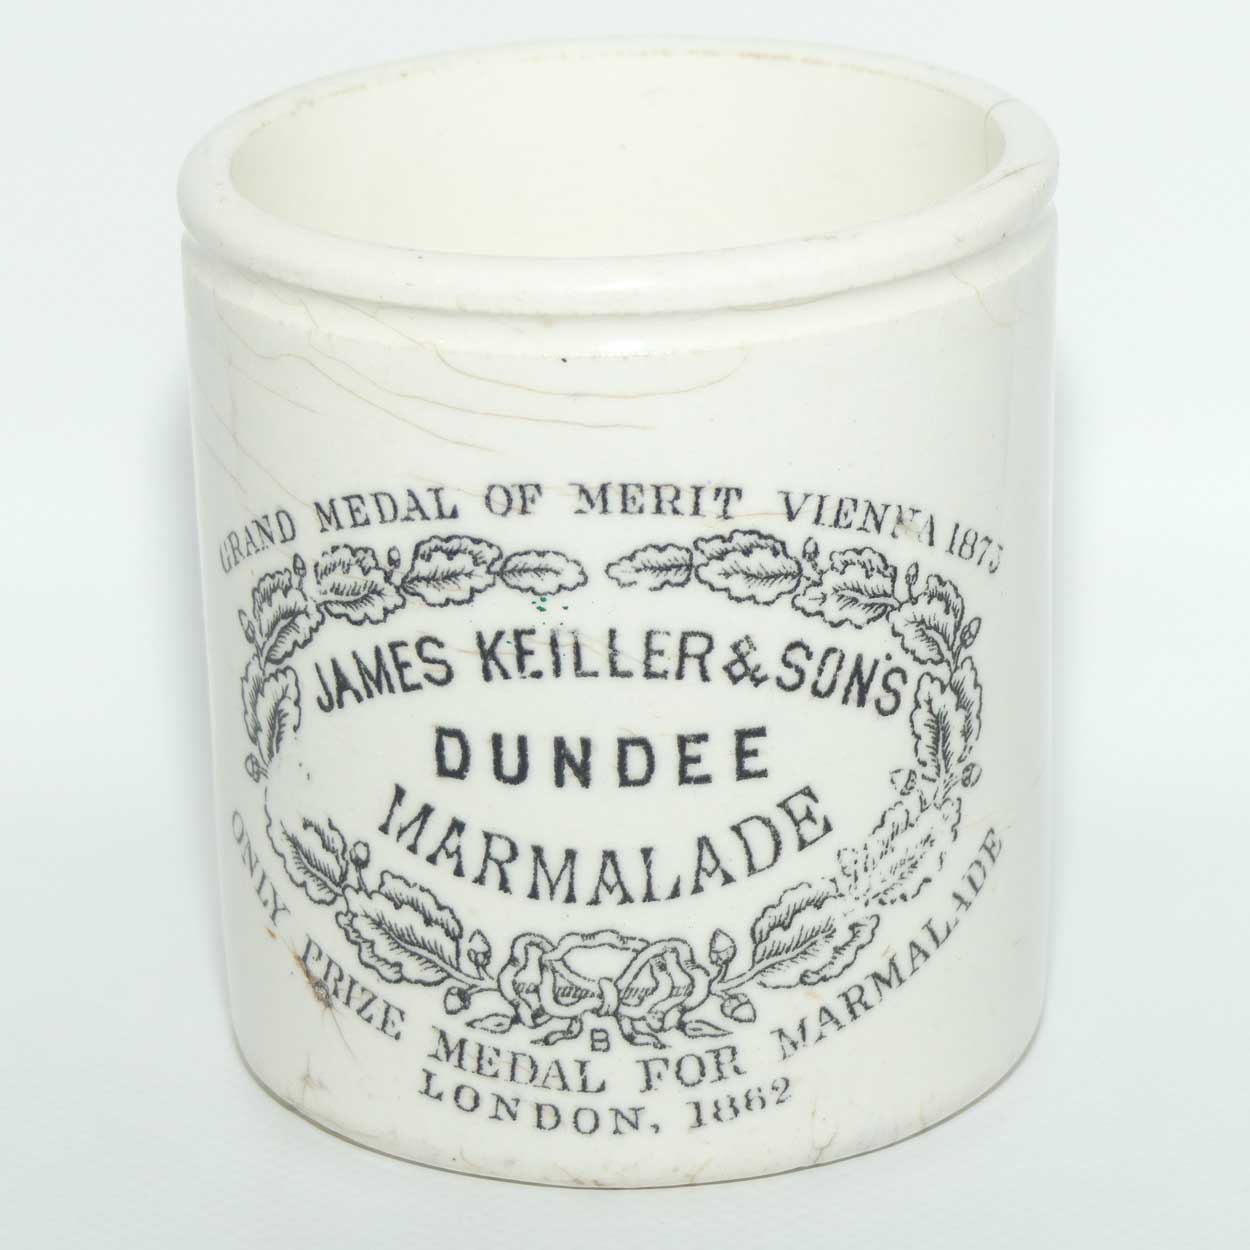 GRAND MEDAL OF MERIT VIENNA 1873
JAMES KEILLER & SON'S
DUNDEE
MARMALADE
B
ONLY PRIZE MEDAL FOR MARMALADE
LONDON, 1862